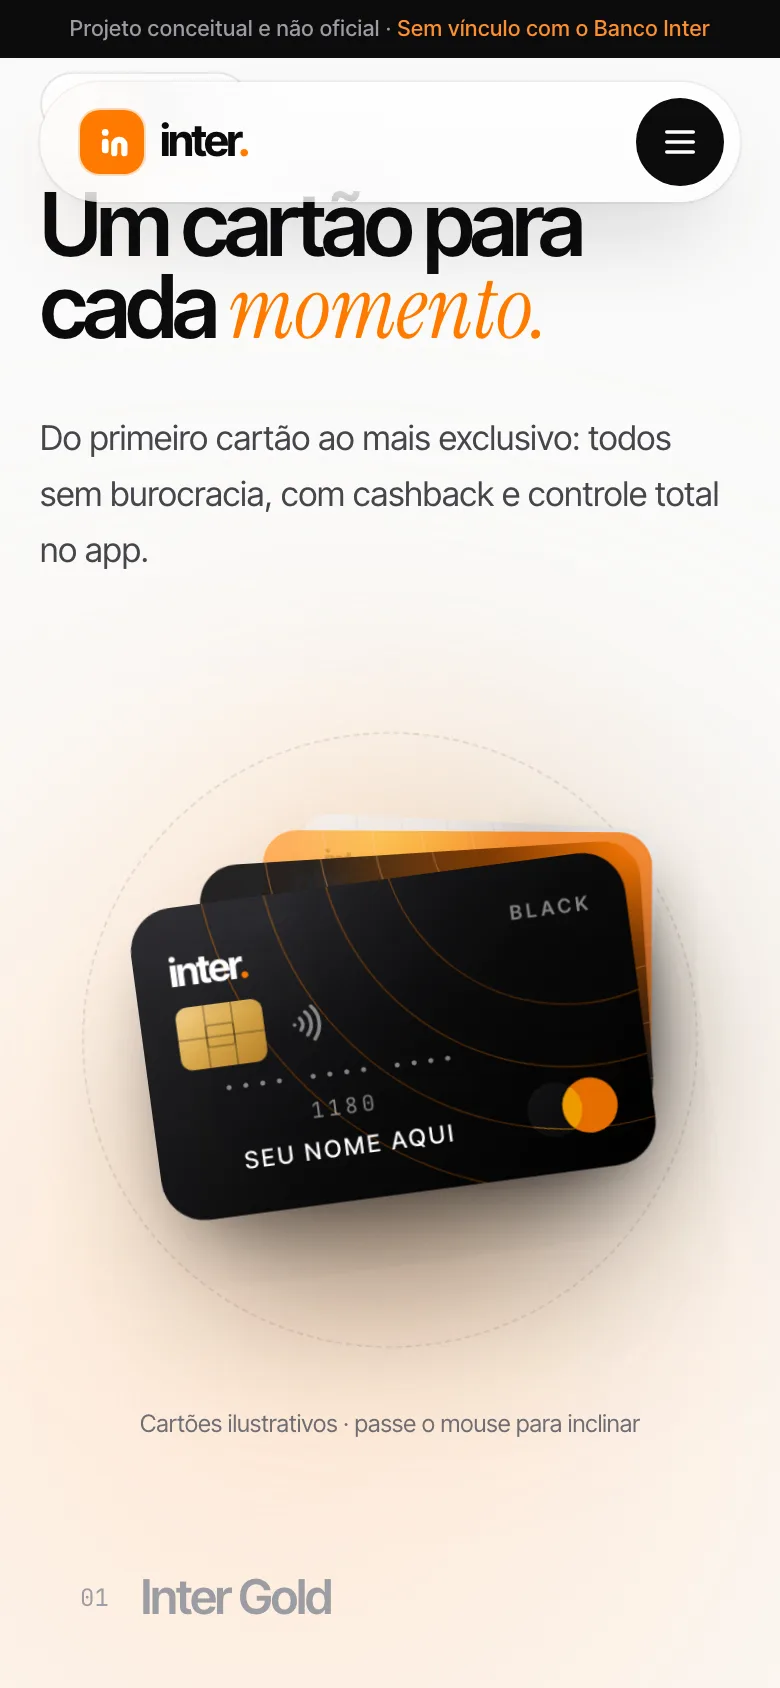 Projeto conceitual e não oficial · Sem vínculo com o Banco Inter
in inter.
Um cartão para
cada momento.
Do primeiro cartão ao mais exclusivo: todos
sem burocracia, com cashback e controle total
no app.
BLACK
inter.
•••• •••• ••••
1180
SEU NOME AQUI
Cartões ilustrativos · passe o mouse para inclinar
01 Inter Gold